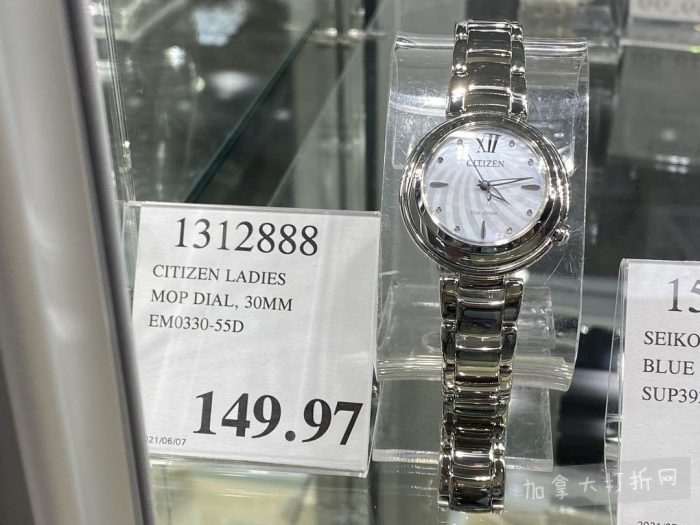 1312888
CITIZEN LADIES
MOP DIAL, 30MM
EM0330-55D
149.97
021/06/07
XII
CITIZEN
15
SEIKO
BLUE
SUP39
加拿大打折网